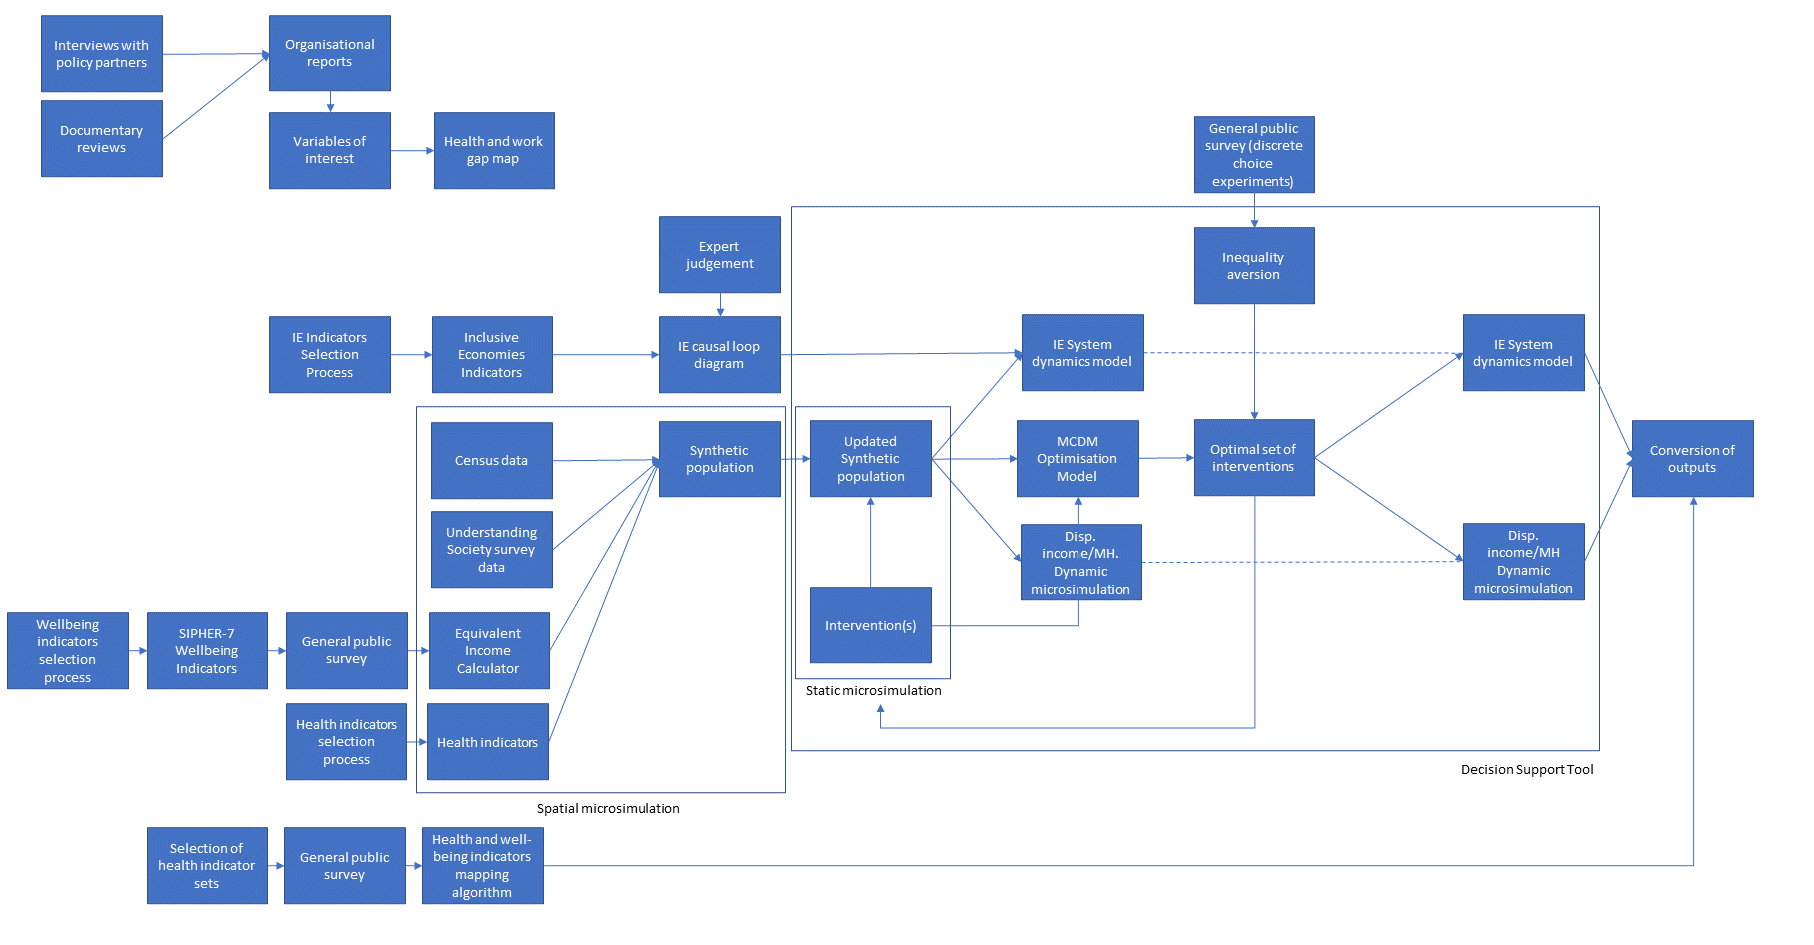 Interviews with
policy partners
Organisational
reports
Documentary
reviews
Variables of
interest
Health and work
gap map
General public
survey (discrete
choice
experiments)
Expert
judgement
Inequality
aversion
IE Indicators
Selection
Process
Inclusive
Economies
Indicators
IE causal loop
diagram
IE System
dynamics model
IE System
dynamics model
Census data
Synthetic
population
Updated
Synthetic
population
MCDM
Optimisation
Model
Optimal set of
interventions
Conversion of
outputs
Understanding
Society survey
data
Disp.
income/MH.
Dynamic
microsimulation
Disp.
income/MH
Dynamic
microsimulation
Intervention(s)
Wellbeing
indicators
selection
process
SIPHER-7
Wellbeing
Indicators
General public
survey
Equivalent
Income
Calculator
Static microsimulation
Health indicators
selection
process
Health indicators
Decision Support Tool
Spatial microsimulation
Selection of
health indicator
sets
General public
survey
Health and well-
being indicators
mapping
algorithm